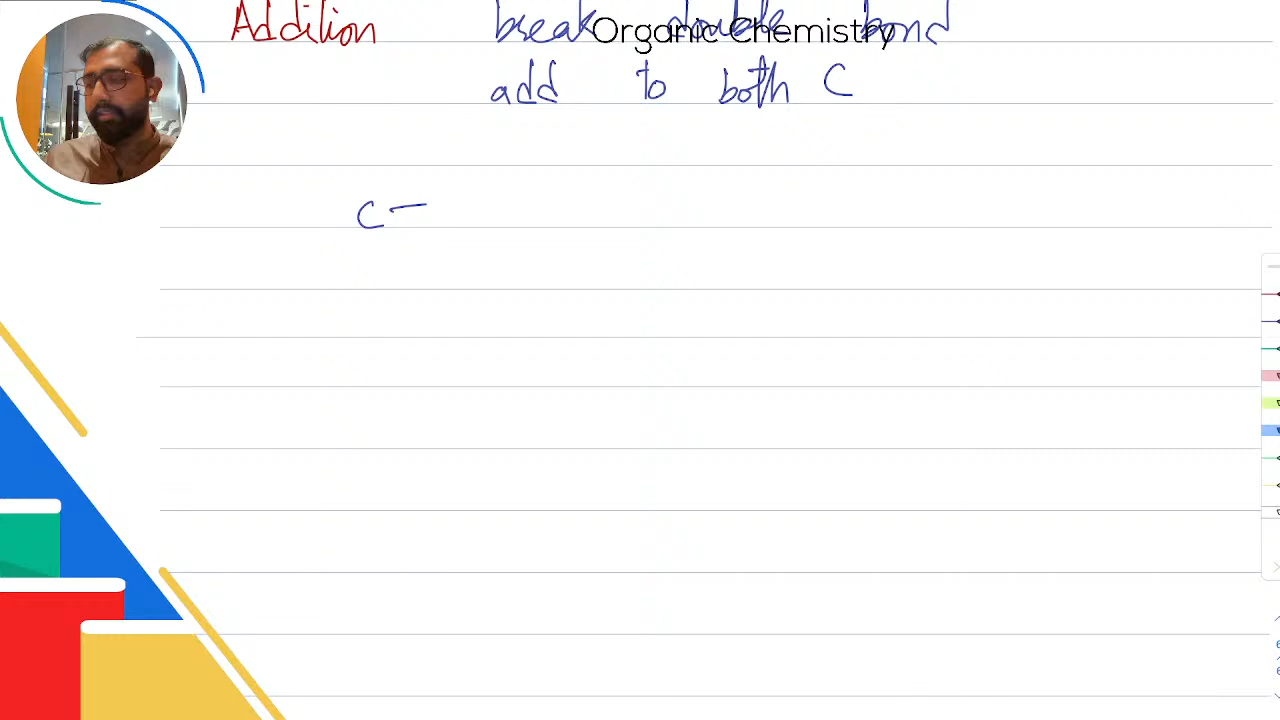 Addition break double bond
Organic Chemistry
add to both C
C